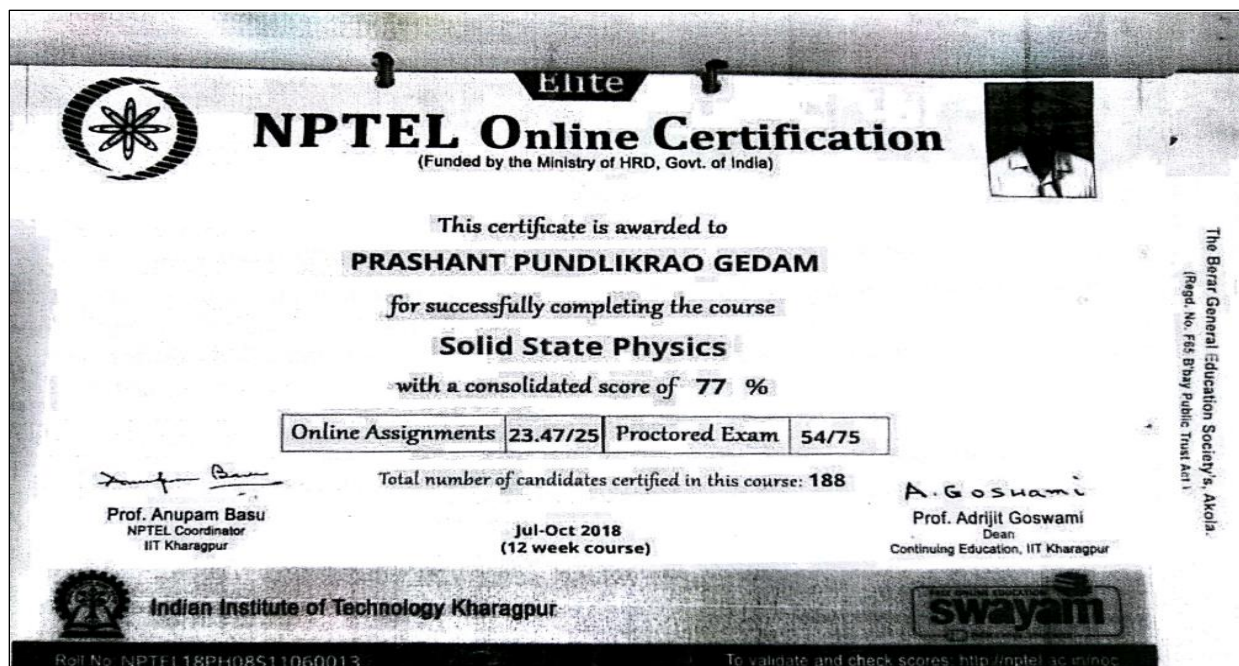 Elite
NPTEL Online Certification
(Funded by the Ministry of HRD, Govt. of India)
This certificate is awarded to
PRASHANT PUNDLIKRAO GEDAM
for successfully completing the course
Solid State Physics
with a consolidated score of 77 %
Online Assignments 23.47/25 Proctored Exam 54/75
Total number of candidates certified in this course: 188
Anupam Basu
A. Goswami
Prof. Anupam Basu
NPTEL Coordinator
IIT Kharagpur
Jul-Oct 2018
(12 week course)
Prof. Adrijit Goswami
Dean
Continuing Education, IIT Kharagpur
Indian Institute of Technology Kharagpur
FREE ONLINE EDUCATION
swayam
Roll No: NPTEL18PH08S11060013
To validate and check scores: http://nptel.ac.in/noc
The Berar General Education Society's, Akola.
(Regd. No. F65 B'bay Public Trust Act)